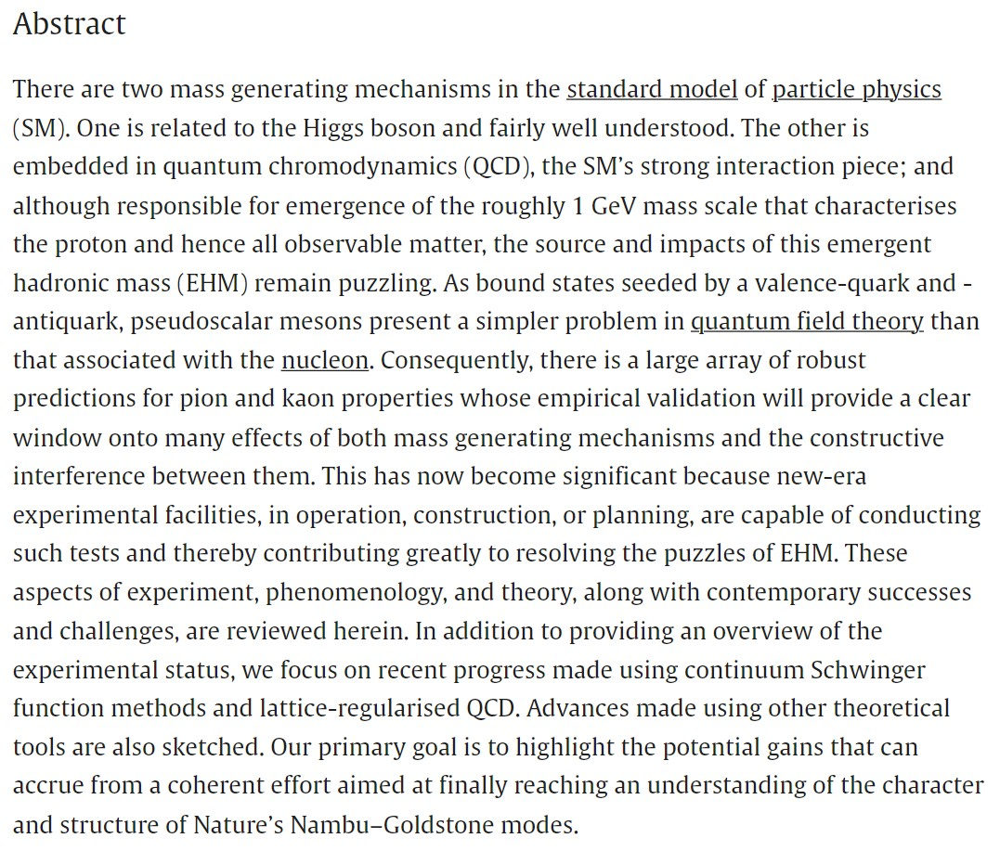 Abstract
There are two mass generating mechanisms in the standard model of particle physics
(SM). One is related to the Higgs boson and fairly well understood. The other is
embedded in quantum chromodynamics (QCD), the SM’s strong interaction piece; and
although responsible for emergence of the roughly 1 GeV mass scale that characterises
the proton and hence all observable matter, the source and impacts of this emergent
hadronic mass (EHM) remain puzzling. As bound states seeded by a valence-quark and -
antiquark, pseudoscalar mesons present a simpler problem in quantum field theory than
that associated with the nucleon. Consequently, there is a large array of robust
predictions for pion and kaon properties whose empirical validation will provide a clear
window onto many effects of both mass generating mechanisms and the constructive
interference between them. This has now become significant because new-era
experimental facilities, in operation, construction, or planning, are capable of conducting
such tests and thereby contributing greatly to resolving the puzzles of EHM. These
aspects of experiment, phenomenology, and theory, along with contemporary successes
and challenges, are reviewed herein. In addition to providing an overview of the
experimental status, we focus on recent progress made using continuum Schwinger
function methods and lattice-regularised QCD. Advances made using other theoretical
tools are also sketched. Our primary goal is to highlight the potential gains that can
accrue from a coherent effort aimed at finally reaching an understanding of the character
and structure of Nature’s Nambu–Goldstone modes.